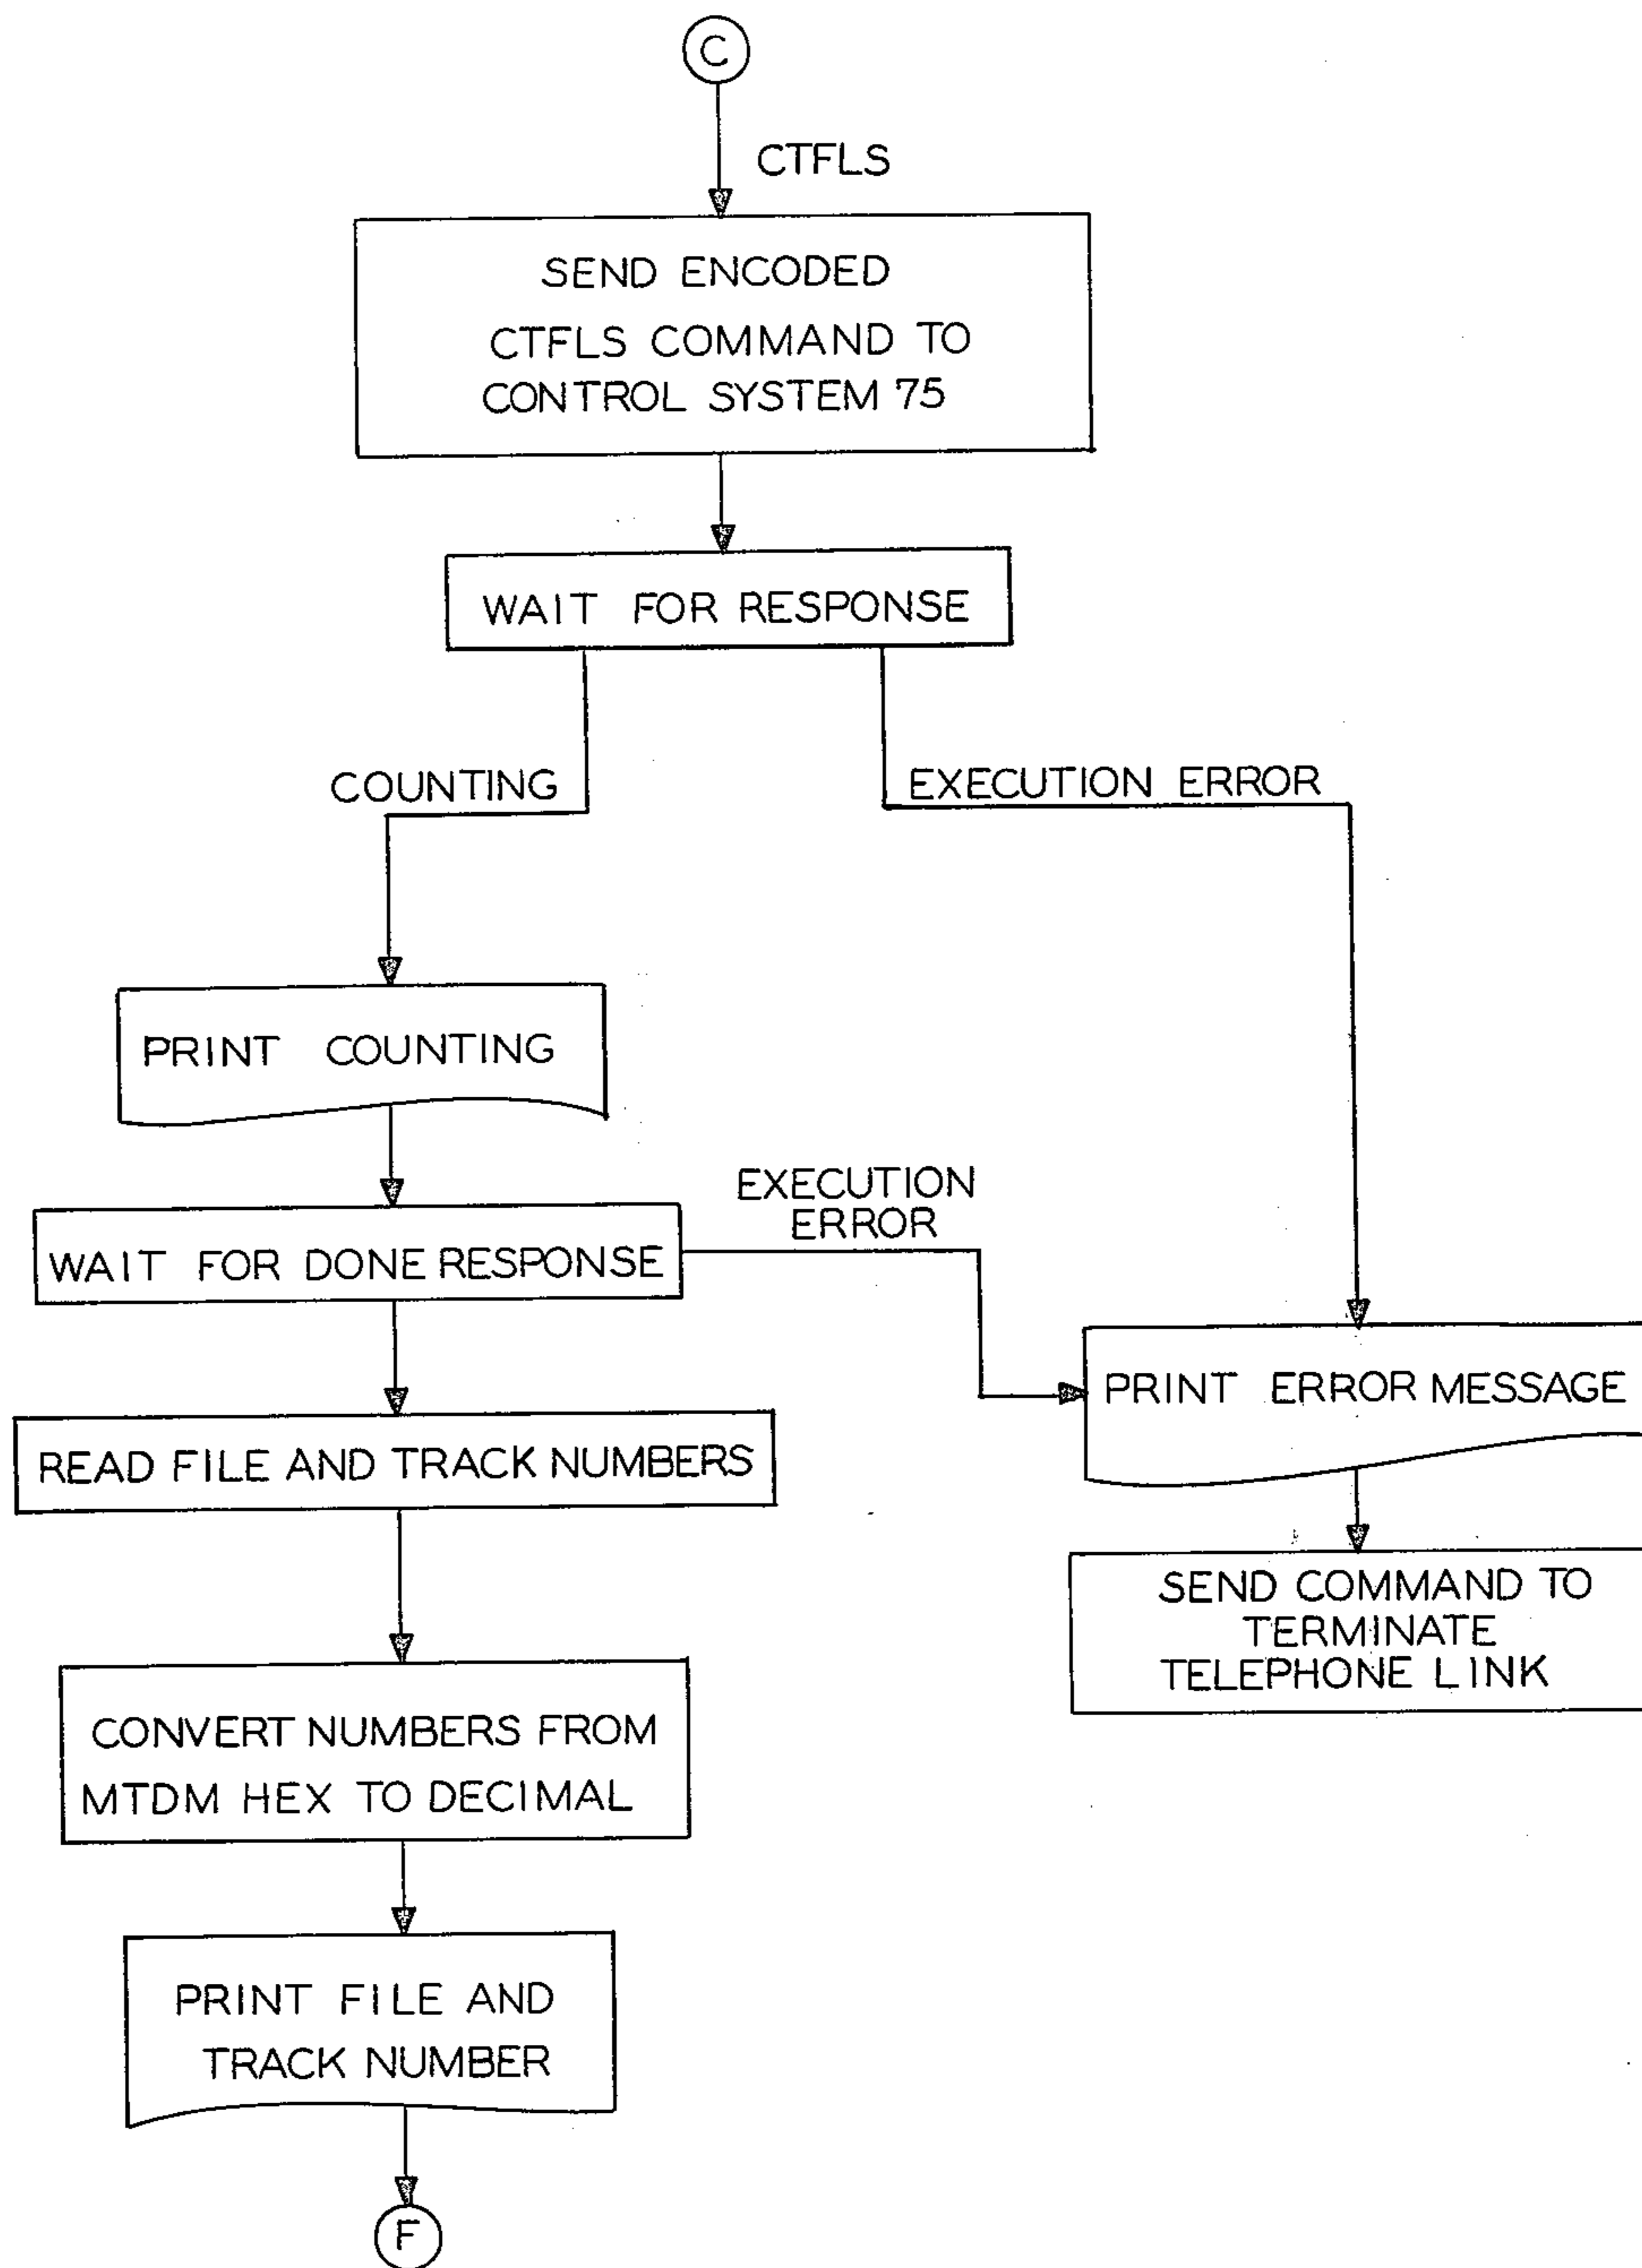 C
CTFLS
SEND ENCODED
CTFLS COMMAND TO
CONTROL SYSTEM 75
WAIT FOR RESPONSE
COUNTING
EXECUTION ERROR
PRINT COUNTING
EXECUTION
ERROR
WAIT FOR DONE RESPONSE
PRINT ERROR MESSAGE
READ FILE AND TRACK NUMBERS
SEND COMMAND TO
TERMINATE
TELEPHONE LINK
CONVERT NUMBERS FROM
MTDM HEX TO DECIMAL
PRINT FILE AND
TRACK NUMBER
F